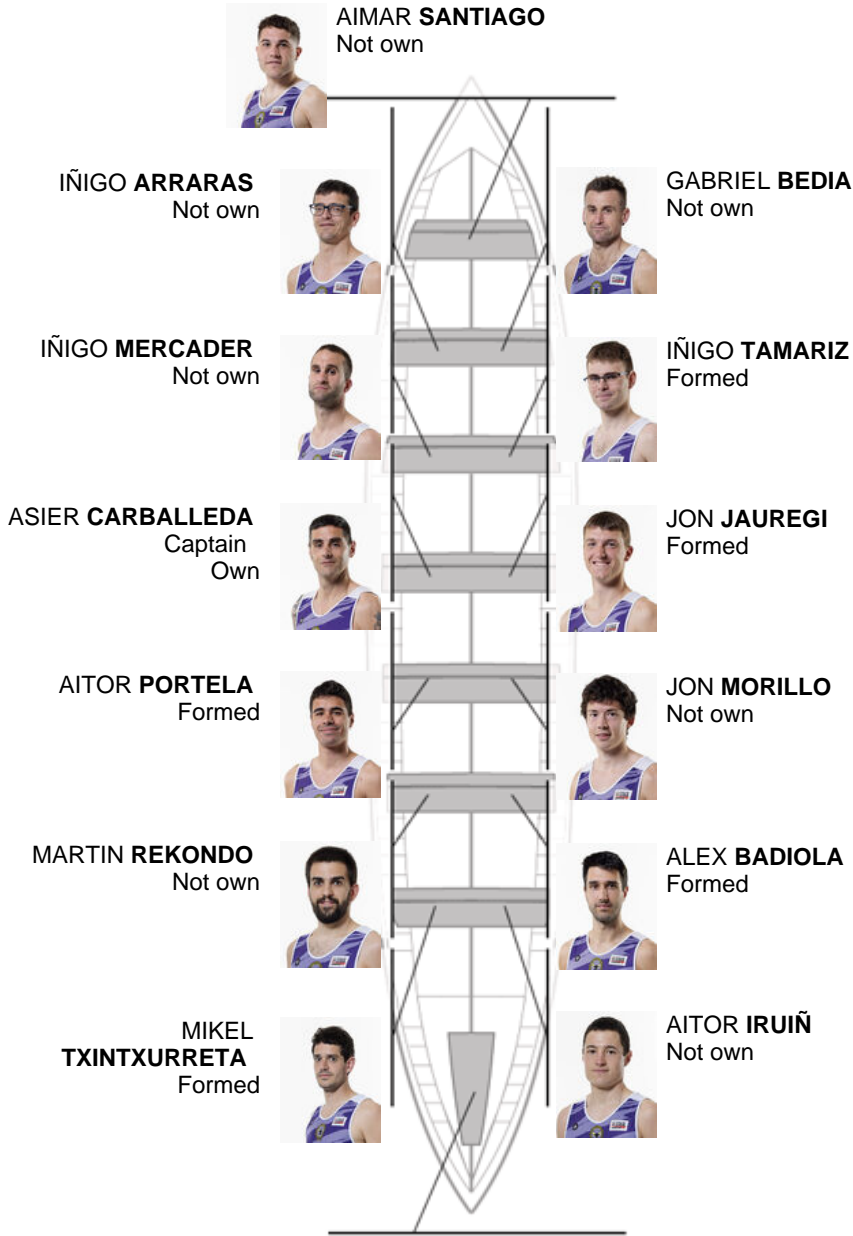 AIMAR SANTIAGO
Not own
IÑIGO ARRARAS
Not own
GABRIEL BEDIA
Not own
IÑIGO MERCADER
Not own
IÑIGO TAMARIZ
Formed
ASIER CARBALLEDA
Captain
Own
JON JAUREGI
Formed
AITOR PORTELA
Formed
JON MORILLO
Not own
MARTIN REKONDO
Not own
ALEX BADIOLA
Formed
MIKEL
TXINTXURRETA
Formed
AITOR IRUIÑ
Not own